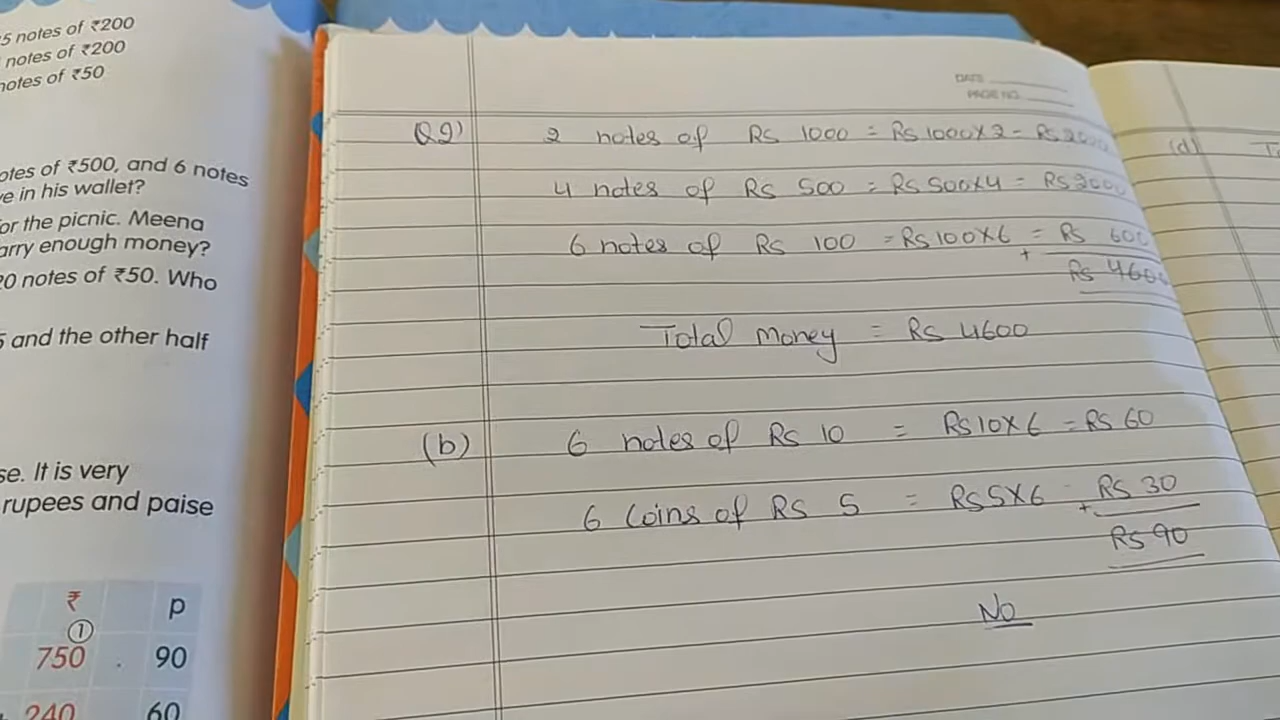 5 notes of ₹200
notes of ₹200
notes of ₹50
notes of ₹500, and 6 notes
in his wallet?
for the picnic. Meena
carry enough money?
20 notes of ₹50. Who
5 and the other half
It is very
rupees and paise
₹ p
1
750 . 90
240 60
DATE
PAGE NO.
Q2) 2 notes of Rs 1000 = Rs 1000x2 = Rs 2000
4 notes of Rs 500 = Rs 500x4 = Rs 2000
6 notes of Rs 100 = Rs 100x6 = Rs 600
+
Rs 4600
Total Money = Rs 4600
(b) 6 notes of Rs 10 = Rs 10x6 = Rs 60
6 Coins of Rs 5 = Rs 5x6 = + Rs 30
Rs 90
No
(d)